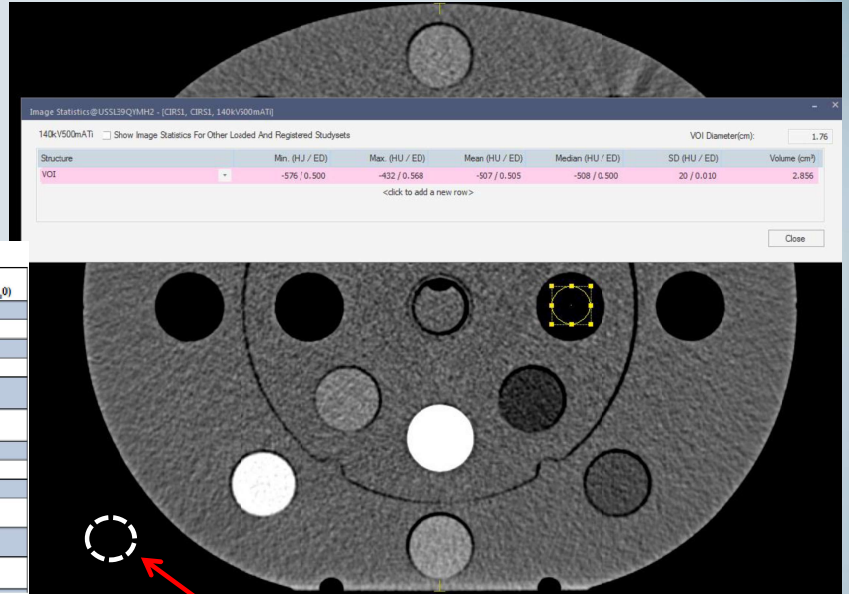 Image Statistics@USSL39QYMH2 - [CIRS1, CIRS1, 140kV500mATi]
140kV500mATi Show Image Statistics For Other Loaded And Registered Studysets VOI Diameter(cm): 1.76
Structure Min. (HU / ED) Max. (HU / ED) Mean (HU / ED) Median (HU / ED) SD (HU / ED) Volume (cm³)
VOI -576 / 0.500 -432 / 0.568 -507 / 0.505 -508 / 0.500 20 / 0.010 2.856
<click to add a new row>
Close
0)